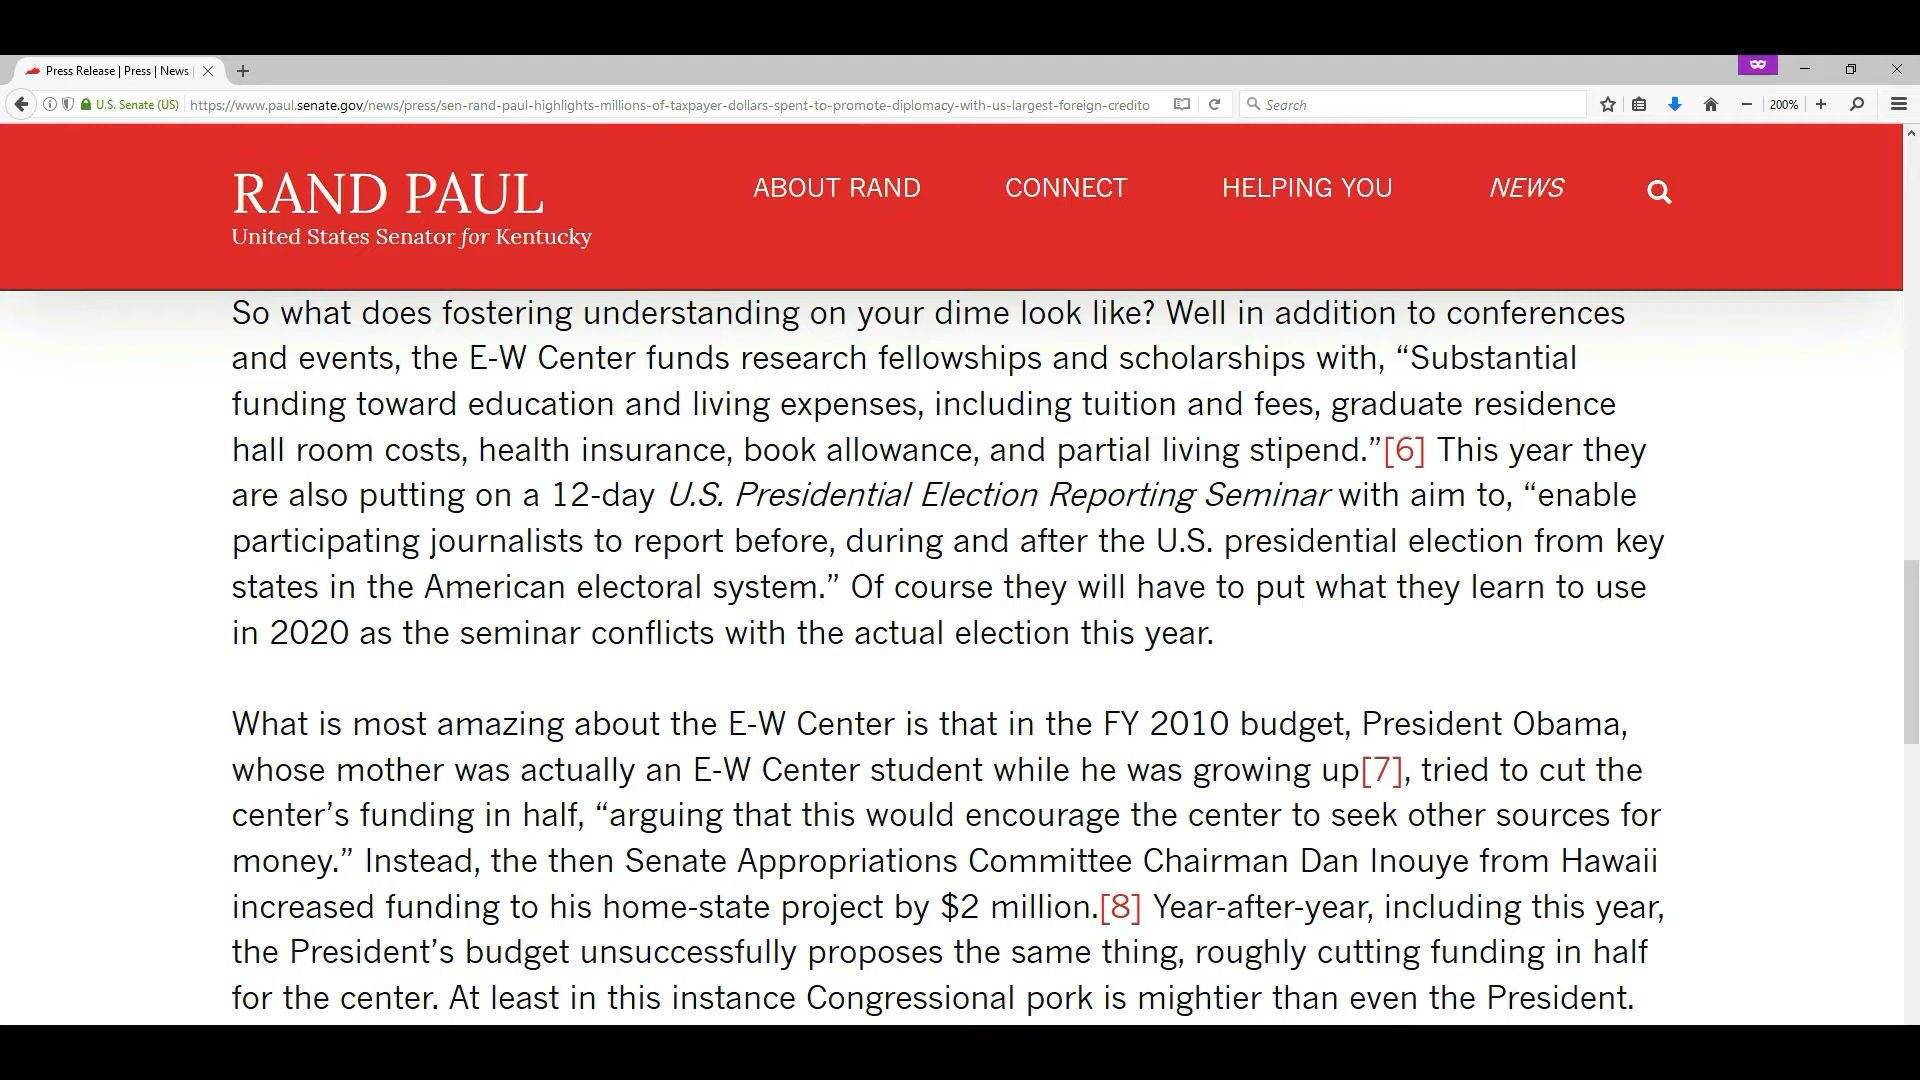 Press Release | Press | News
U.S. Senate (US)
https://www.paul.senate.gov/news/press/sen-rand-paul-highlights-millions-of-taxpayer-dollars-spent-to-promote-diplomacy-with-us-largest-foreign-credito
Search
200%
RAND PAUL
United States Senator for Kentucky
ABOUT RAND
CONNECT
HELPING YOU
NEWS
So what does fostering understanding on your dime look like? Well in addition to conferences
and events, the E-W Center funds research fellowships and scholarships with, “Substantial
funding toward education and living expenses, including tuition and fees, graduate residence
hall room costs, health insurance, book allowance, and partial living stipend.”[6] This year they
are also putting on a 12-day U.S. Presidential Election Reporting Seminar with aim to, “enable
participating journalists to report before, during and after the U.S. presidential election from key
states in the American electoral system.” Of course they will have to put what they learn to use
in 2020 as the seminar conflicts with the actual election this year.
What is most amazing about the E-W Center is that in the FY 2010 budget, President Obama,
whose mother was actually an E-W Center student while he was growing up[7], tried to cut the
center’s funding in half, “arguing that this would encourage the center to seek other sources for
money.” Instead, the then Senate Appropriations Committee Chairman Dan Inouye from Hawaii
increased funding to his home-state project by $2 million.[8] Year-after-year, including this year,
the President’s budget unsuccessfully proposes the same thing, roughly cutting funding in half
for the center. At least in this instance Congressional pork is mightier than even the President.